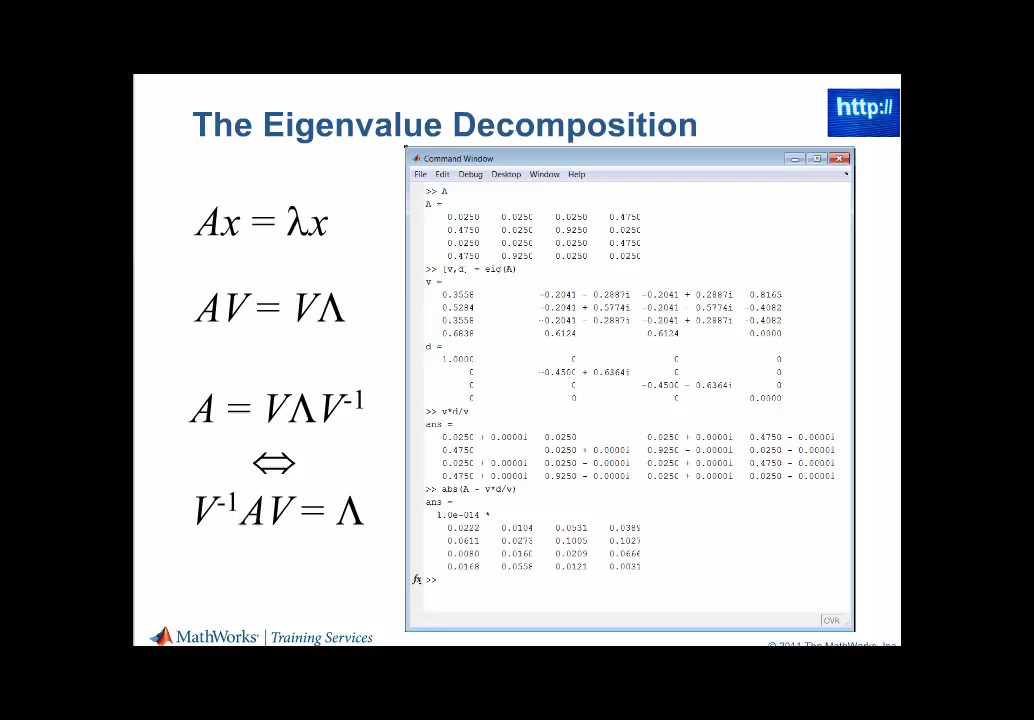 The Eigenvalue Decomposition
http://
Ax = λx
AV = VΛ
A = VΛV-1
⇔
V-1AV = Λ
Command Window
File Edit Debug Desktop Window Help
>> A
A =
0.0250 0.0250 0.0250 0.4750
0.4750 0.0250 0.9250 0.0250
0.0250 0.0250 0.0250 0.4750
0.4750 0.9250 0.0250 0.0250
>> [v,d] = eig(A)
v =
0.3558 -0.2041 - 0.2887i -0.2041 + 0.2887i 0.8165
0.5284 -0.2041 + 0.5774i -0.2041 - 0.5774i -0.4082
0.3558 -0.2041 - 0.2887i -0.2041 + 0.2887i -0.4082
0.6838 0.6124 0.6124 0.0000
d =
1.0000 0 0 0
0 -0.4500 + 0.6364i 0 0
0 0 -0.4500 - 0.6364i 0
0 0 0 0.0000
>> v*d/v
ans =
0.0250 + 0.0000i 0.0250 0.0250 + 0.0000i 0.4750 - 0.0000i
0.4750 0.0250 + 0.0000i 0.9250 - 0.0000i 0.0250 - 0.0000i
0.0250 + 0.0000i 0.0250 - 0.0000i 0.0250 + 0.0000i 0.4750 - 0.0000i
0.4750 + 0.0000i 0.9250 - 0.0000i 0.0250 + 0.0000i 0.0250 - 0.0000i
>> abs(A - v*d/v)
ans =
1.0e-014 *
0.0222 0.0104 0.0531 0.0389
0.0611 0.0273 0.1005 0.1027
0.0080 0.0160 0.0209 0.0666
0.0168 0.0558 0.0121 0.0031
fx >>
OVR
MathWorks® | Training Services
© 2011 The MathWorks, Inc.